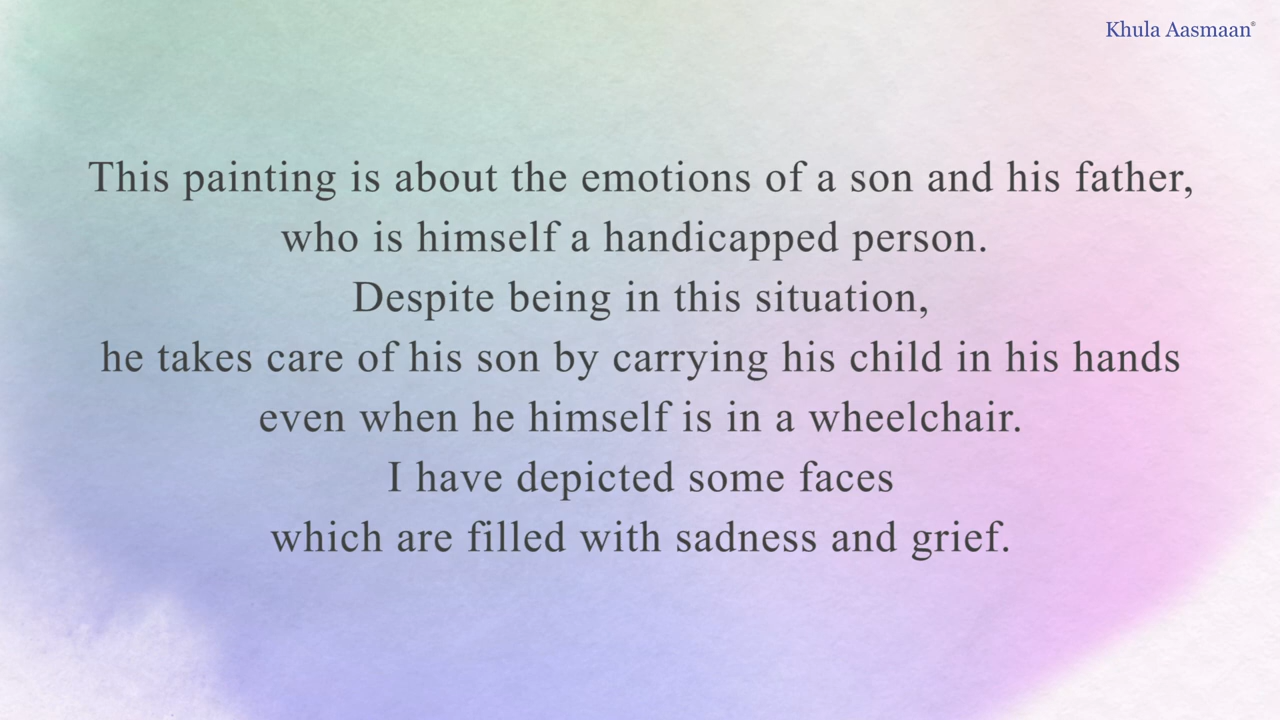 Khula Aasmaan®
This painting is about the emotions of a son and his father,
who is himself a handicapped person.
Despite being in this situation,
he takes care of his son by carrying his child in his hands
even when he himself is in a wheelchair.
I have depicted some faces
which are filled with sadness and grief.